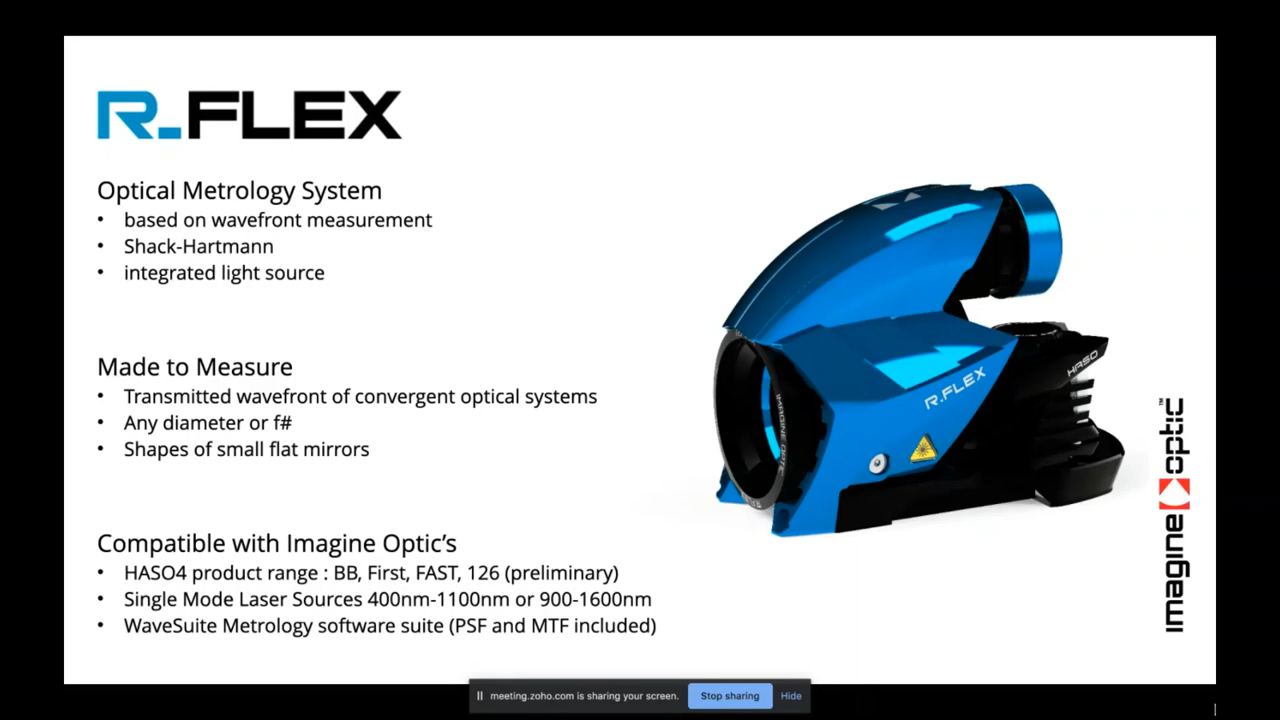 R_FLEX
Optical Metrology System
• based on wavefront measurement
• Shack-Hartmann
• integrated light source
Made to Measure
• Transmitted wavefront of convergent optical systems
• Any diameter or f#
• Shapes of small flat mirrors
Compatible with Imagine Optic’s
• HASO4 product range : BB, First, FAST, 126 (preliminary)
• Single Mode Laser Sources 400nm-1100nm or 900-1600nm
• WaveSuite Metrology software suite (PSF and MTF included)
R.FLEX
HASO
IMAGINE OPTIC
imagine optic™
meeting.zoho.com is sharing your screen.
Stop sharing
Hide